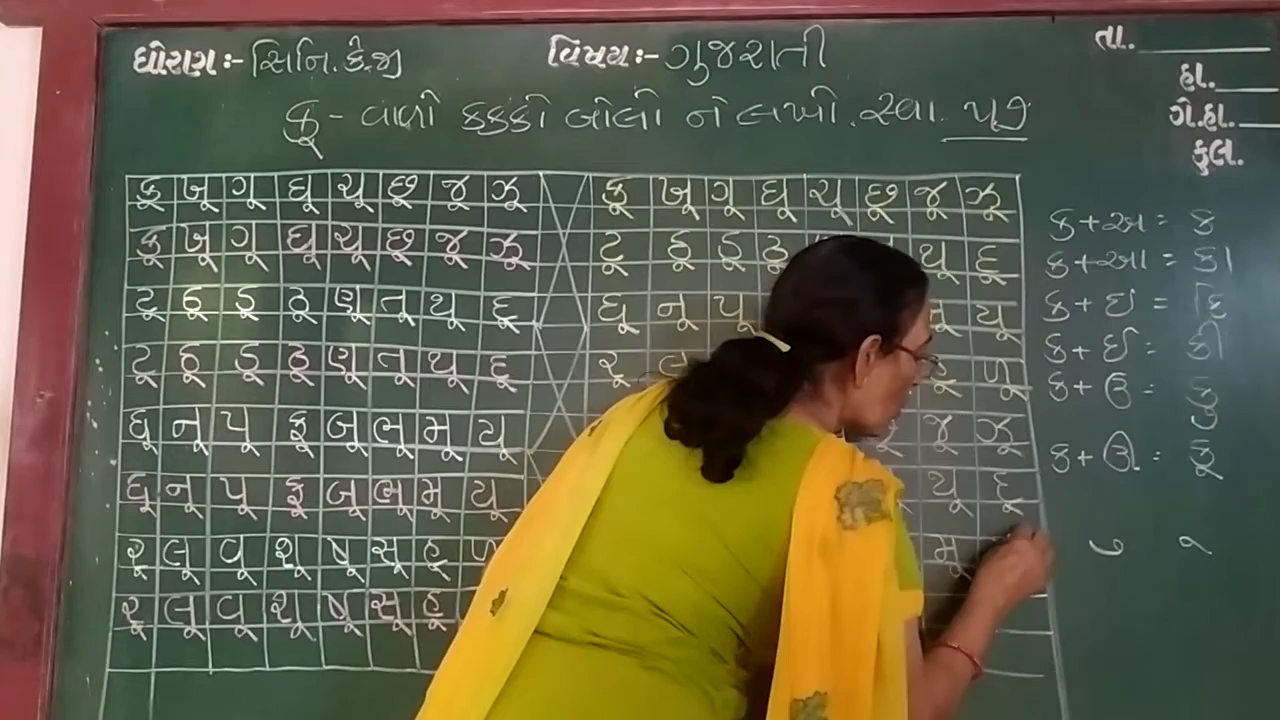 ધોરણ:- સિનિ. કે.જી વિષય:- ગુજરાતી તા.
હા.
કૂ - વાળો કક્કો બોલો ને લખો. સ્વા.
ગે.હા.
કુલ.
કૂ ખૂ ગૂ ઘૂ ચૂ છૂ જૂ ઝૂ કૂ ખૂ ગૂ ઘૂ ચૂ છૂ જૂ ઝૂ
કૂ ખૂ ગૂ ઘૂ ચૂ છૂ જૂ ઝૂ ટૂ ઠૂ ડૂ ઢૂ થૂ દૂ
ટૂ ઠૂ ડૂ ઢૂ ણૂ તૂ થૂ દૂ ધૂ નૂ પૂ યૂ
ટૂ ઠૂ ડૂ ઢૂ ણૂ તૂ થૂ દૂ રૂ ળૂ
ધૂ નૂ પૂ ફૂ બૂ ભૂ મૂ યૂ જૂ ઝૂ
ધૂ નૂ પૂ ફૂ બૂ ભૂ મૂ યૂ થૂ દૂ
રૂ લૂ વૂ શૂ ષૂ સૂ હૂ મૂ
રૂ લૂ વૂ શૂ ષૂ સૂ હૂ
ક + અ = ક
ક + આ = કા
ક + ઇ = કિ
ક + ઈ = કી
ક + ઉ = કુ
ક + ઊ = કૂ